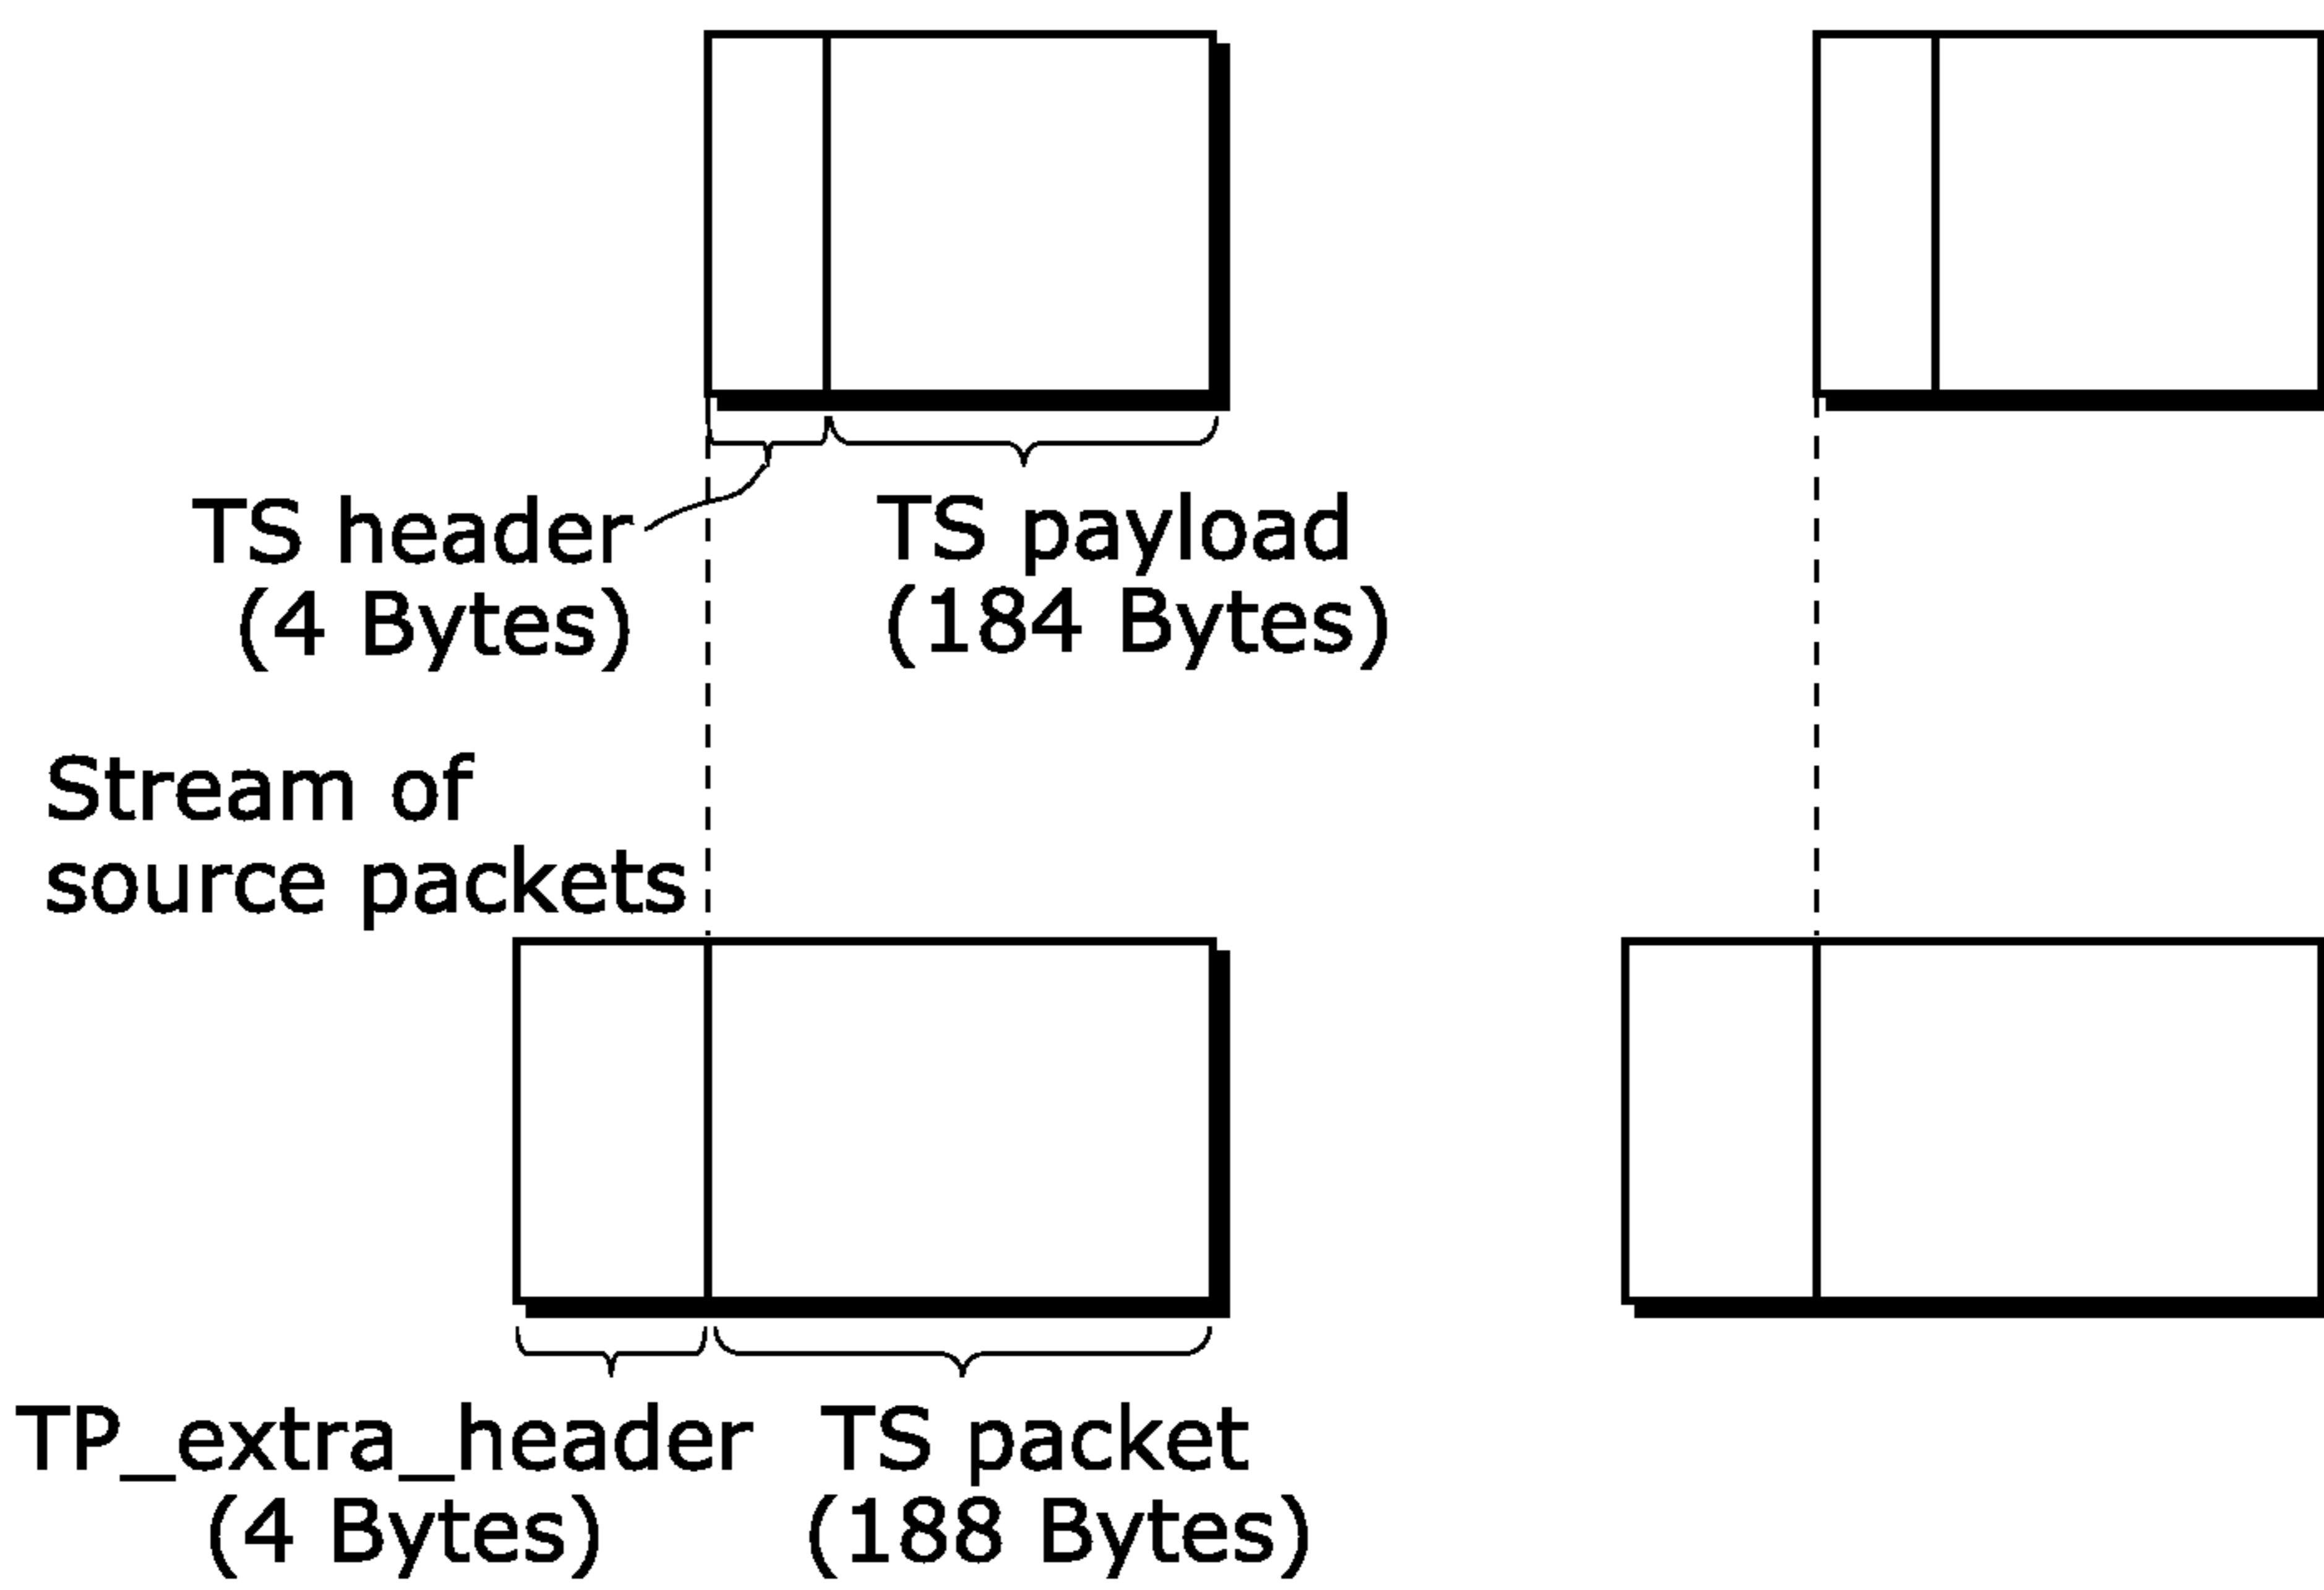 TS header
(4 Bytes)
TS payload
(184 Bytes)
Stream of
source packets
TP_extra_header
(4 Bytes)
TS packet
(188 Bytes)